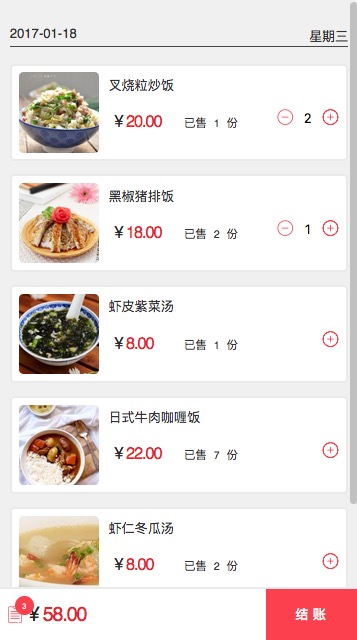 2017-01-18 星期三
叉烧粒炒饭
￥20.00 已售 1 份 2
黑椒猪排饭
￥18.00 已售 2 份 1
虾皮紫菜汤
￥8.00 已售 1 份
日式牛肉咖喱饭
￥22.00 已售 7 份
虾仁冬瓜汤
￥8.00 已售 2 份
3 ￥58.00 结 账